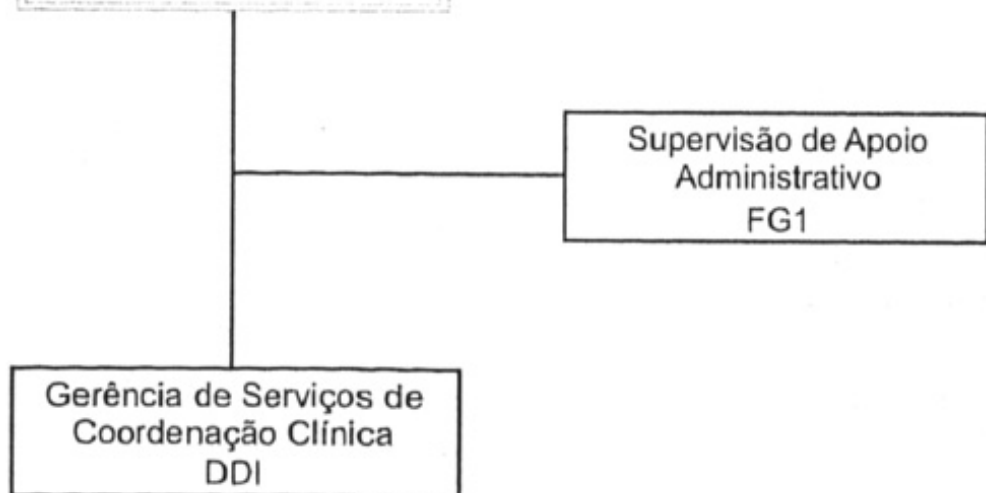 Supervisão de Apoio
Administrativo
FG1
Gerência de Serviços de
Coordenação Clínica
DDI